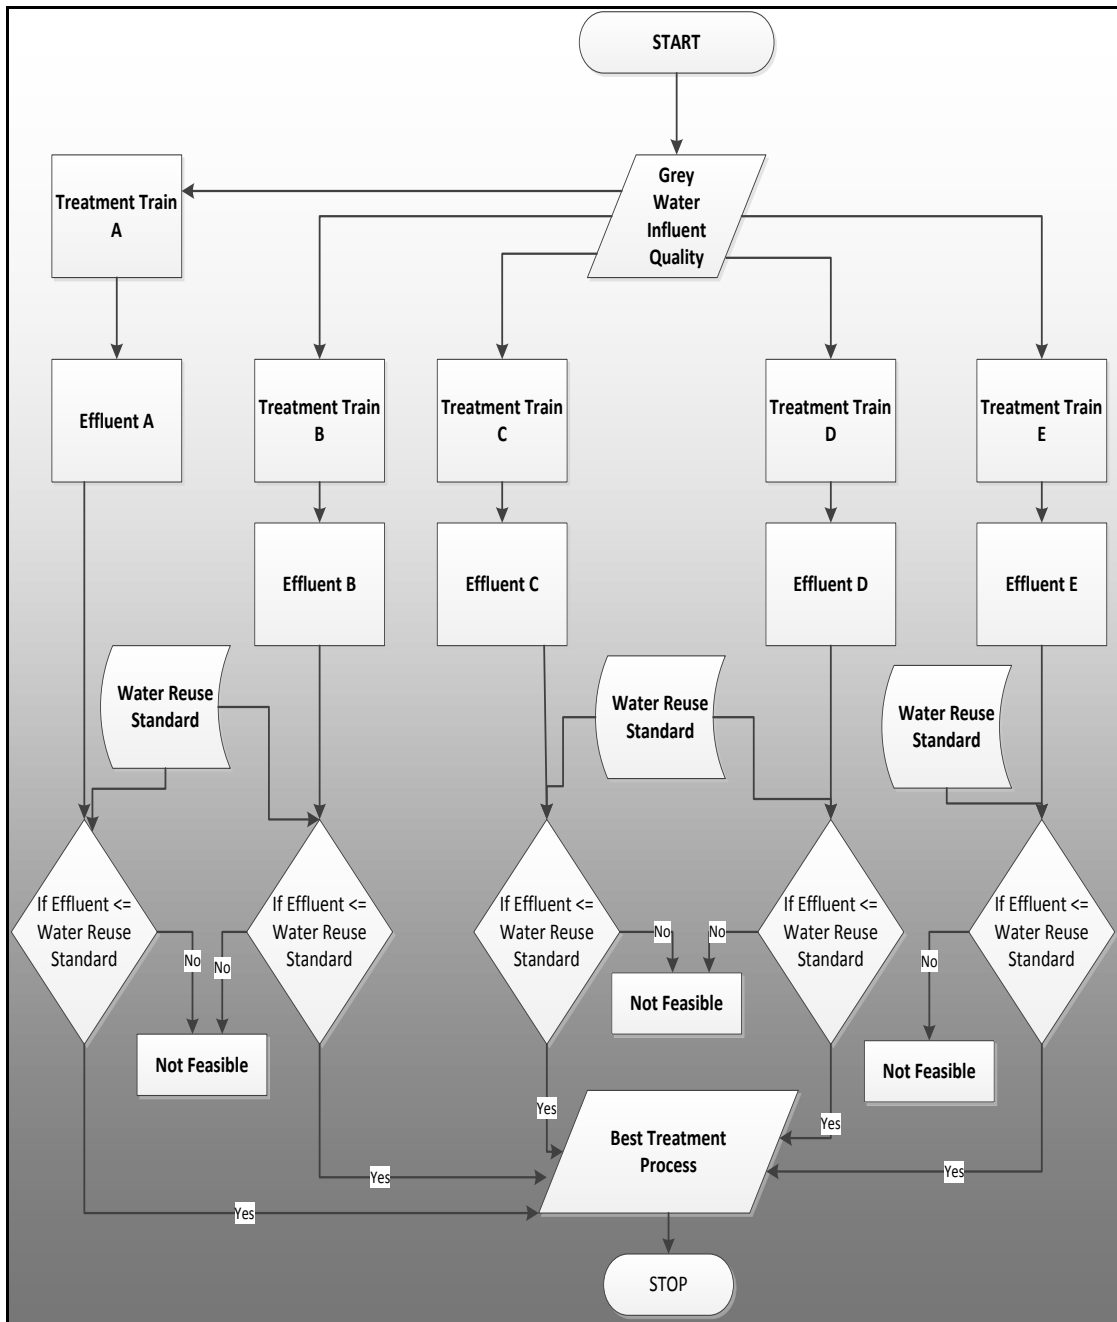 START
Grey
Water
Influent
Quality
Treatment Train
A
Effluent A
Treatment Train
B
Treatment Train
C
Treatment Train
D
Treatment Train
E
Effluent B
Effluent C
Effluent D
Effluent E
Water Reuse
Standard
Water Reuse
Standard
Water Reuse
Standard
If Effluent <=
Water Reuse
Standard
If Effluent <=
Water Reuse
Standard
If Effluent <=
Water Reuse
Standard
If Effluent <=
Water Reuse
Standard
If Effluent <=
Water Reuse
Standard
No
No
No
No
No
Not Feasible
Not Feasible
Not Feasible
Yes
Yes
Yes
Yes
Yes
Best Treatment
Process
STOP